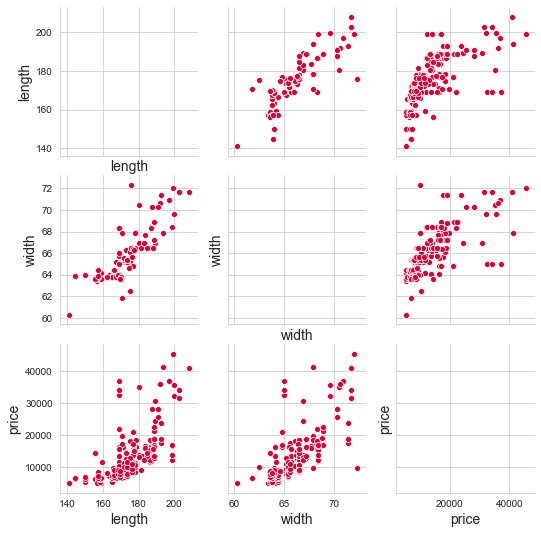 200
180
160
140
length
length
72
70
68
66
64
62
60
width
width
width
40000
30000
20000
10000
price
price
140 160 180 200
60 65 70
20000 40000
length width price